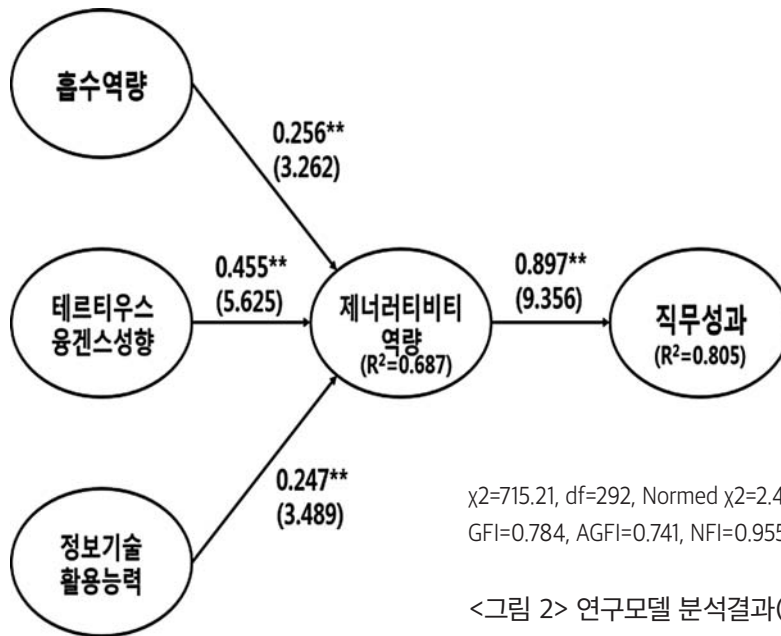 흡수역량
0.256**
(3.262)
테르티우스
융겐스성향
0.455**
(5.625)
제너러티비티
역량
(R²=0.687)
0.897**
(9.356)
직무성과
(R²=0.805)
0.247**
(3.489)
정보기술
활용능력
χ2=715.21, df=292, Normed χ2=2.4
GFI=0.784, AGFI=0.741, NFI=0.955
<그림 2> 연구모델 분석결과(